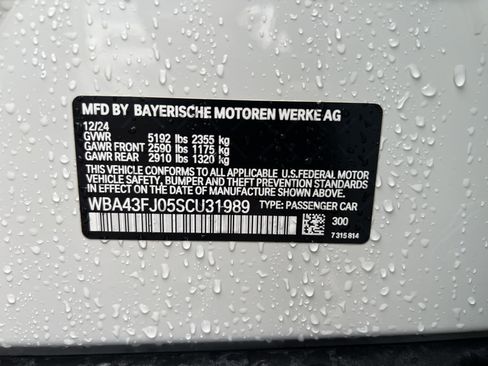 MFD BY BAYERISCHE MOTOREN WERKE AG
12/24
GVWR 5192 lbs 2355 kg
GAWR FRONT 2590 lbs 1175 kg
GAWR REAR 2910 lbs 1320 kg
THIS VEHICLE CONFORMS TO ALL APPLICABLE U.S. FEDERAL MOTOR
VEHICLE SAFETY, BUMPER AND THEFT PREVENTION STANDARDS
IN EFFECT ON THE DATE OF MANUFACTURE SHOWN ABOVE.
WBA43FJ05SCU31989 TYPE: PASSENGER CAR
300
7 315 814